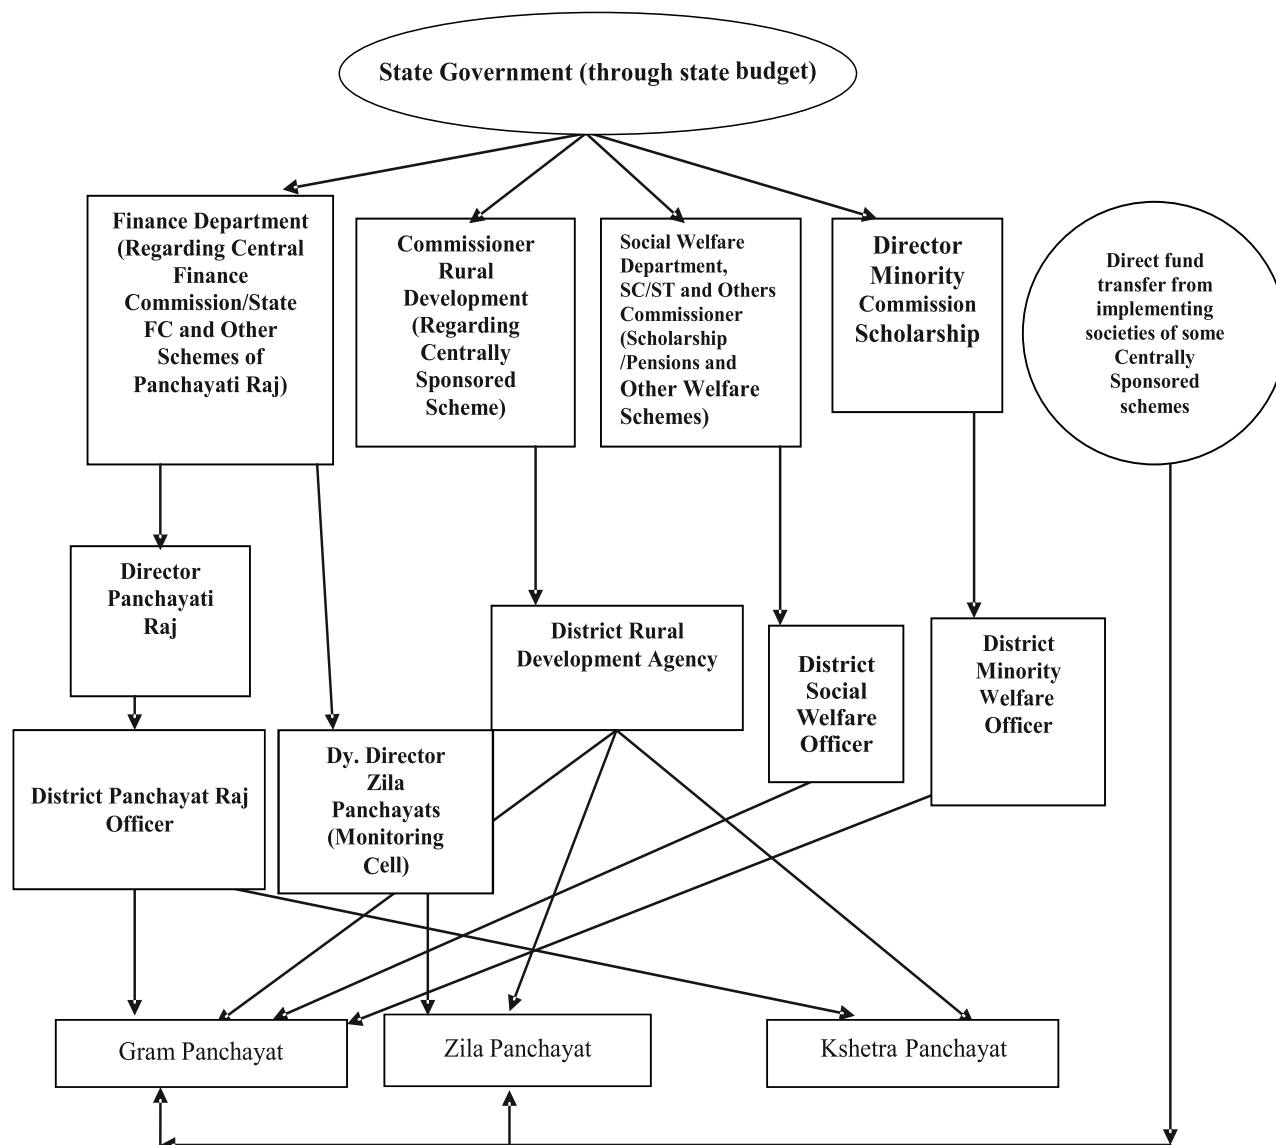 State Government (through state budget)
Finance Department
(Regarding Central
Finance
Commission/State
FC and Other
Schemes of
Panchayati Raj)
Commissioner
Rural
Development
(Regarding
Centrally
Sponsored
Scheme)
Social Welfare
Department,
SC/ST and Others
Commissioner
(Scholarship
/Pensions and
Other Welfare
Schemes)
Director
Minority
Commission
Scholarship
Direct fund
transfer from
implementing
societies of some
Centrally
Sponsored
schemes
Director
Panchayati
Raj
District Rural
Development Agency
District
Social
Welfare
Officer
District
Minority
Welfare
Officer
District Panchayat Raj
Officer
Dy. Director
Zila
Panchayats
(Monitoring
Cell)
Gram Panchayat
Zila Panchayat
Kshetra Panchayat